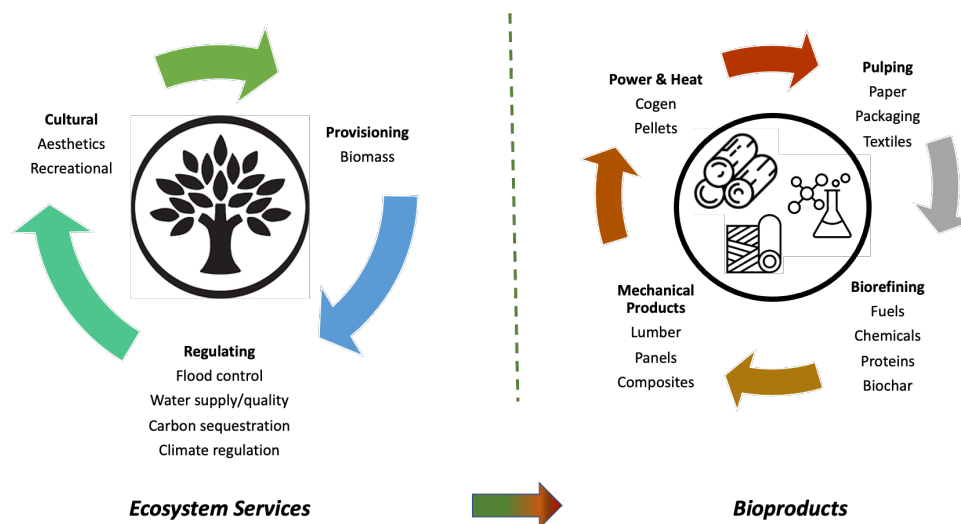 Cultural
Aesthetics
Recreational
Provisioning
Biomass
Regulating
Flood control
Water supply/quality
Carbon sequestration
Climate regulation
Ecosystem Services
Power & Heat
Cogen
Pellets
Pulping
Paper
Packaging
Textiles
Mechanical
Products
Lumber
Panels
Composites
Biorefining
Fuels
Chemicals
Proteins
Biochar
Bioproducts